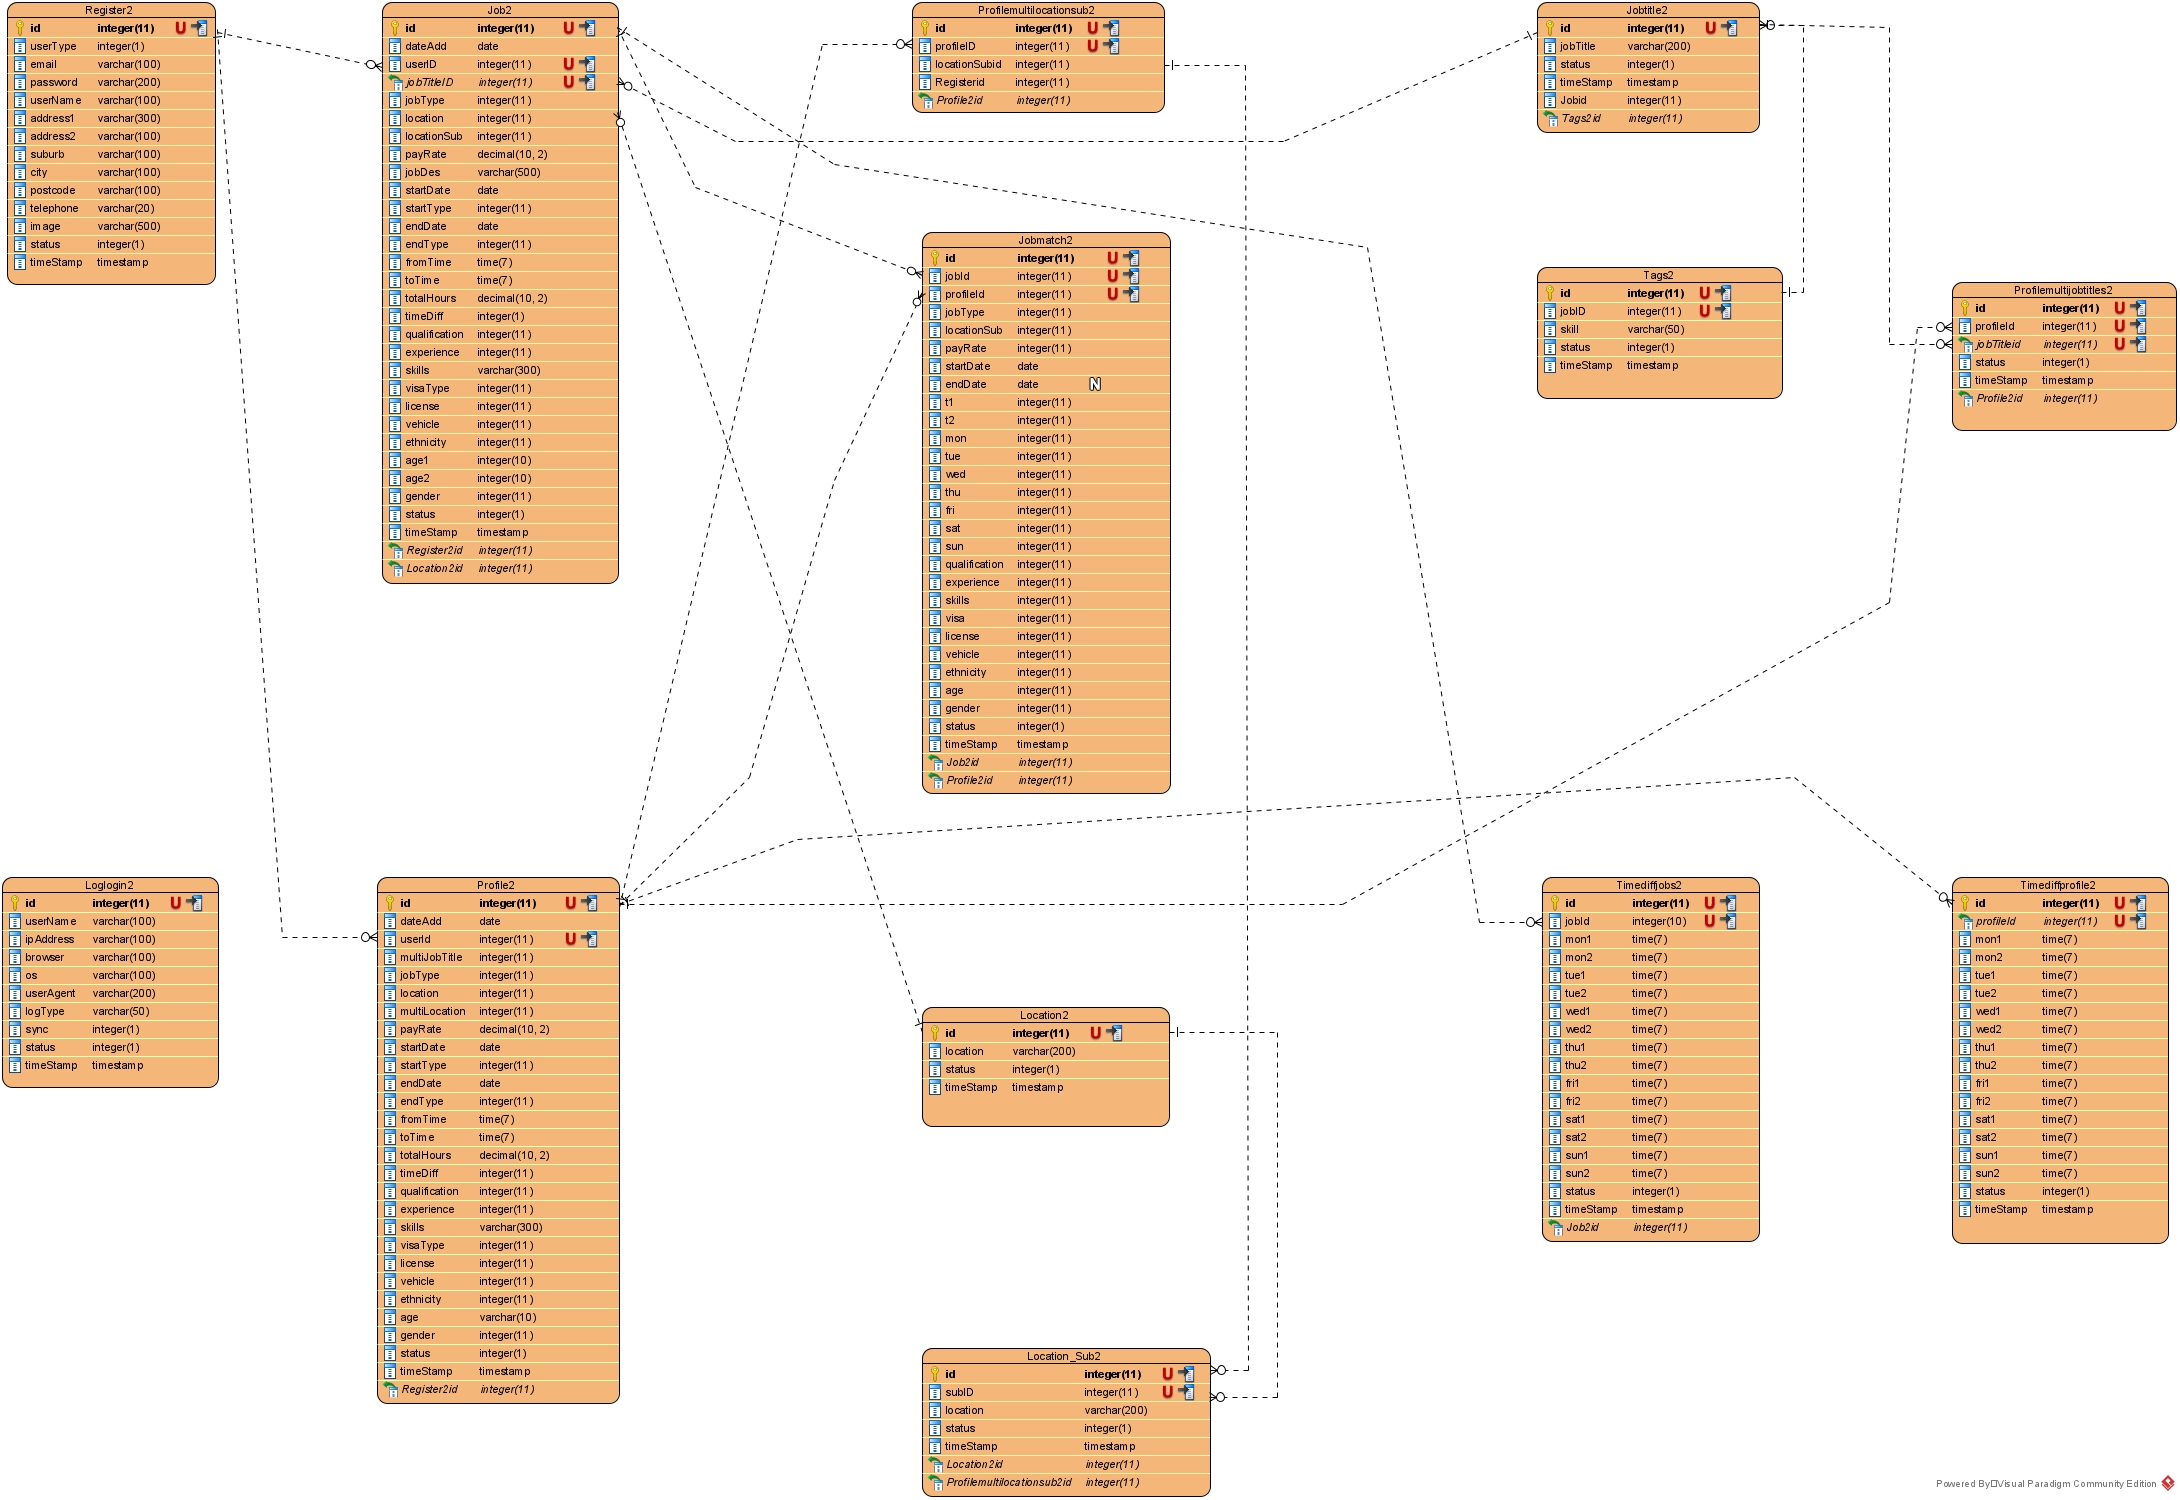 Register2
id integer(11) U
userType integer(1)
email varchar(100)
password varchar(200)
userName varchar(100)
address1 varchar(300)
address2 varchar(100)
suburb varchar(100)
city varchar(100)
postcode varchar(100)
telephone varchar(20)
image varchar(500)
status integer(1)
timeStamp timestamp
Job2
id integer(11) U
dateAdd date
userID integer(11) U
jobTitleID integer(11) U
jobType integer(11)
location integer(11)
locationSub integer(11)
payRate decimal(10, 2)
jobDes varchar(500)
startDate date
startType integer(11)
endDate date
endType integer(11)
fromTime time(7)
toTime time(7)
totalHours decimal(10, 2)
timeDiff integer(1)
qualification integer(11)
experience integer(11)
skills varchar(300)
visaType integer(11)
license integer(11)
vehicle integer(11)
ethnicity integer(11)
age1 integer(10)
age2 integer(10)
gender integer(11)
status integer(1)
timeStamp timestamp
Register2id integer(11)
Location2id integer(11)
Profilemultilocationsub2
id integer(11) U
profileID integer(11) U
locationSubid integer(11)
Registerid integer(11)
Profile2id integer(11)
Jobtitle2
id integer(11) U
jobTitle varchar(200)
status integer(1)
timeStamp timestamp
Jobid integer(11)
Tags2id integer(11)
Jobmatch2
id integer(11) U
jobId integer(11) U
profileId integer(11) U
jobType integer(11)
locationSub integer(11)
payRate integer(11)
startDate date
endDate date N
t1 integer(11)
t2 integer(11)
mon integer(11)
tue integer(11)
wed integer(11)
thu integer(11)
fri integer(11)
sat integer(11)
sun integer(11)
qualification integer(11)
experience integer(11)
skills integer(11)
visa integer(11)
license integer(11)
vehicle integer(11)
ethnicity integer(11)
age integer(11)
gender integer(11)
status integer(1)
timeStamp timestamp
Job2id integer(11)
Profile2id integer(11)
Tags2
id integer(11) U
jobID integer(11) U
skill varchar(50)
status integer(1)
timeStamp timestamp
Profilemultijobtitles2
id integer(11) U
profileId integer(11) U
jobTitleid integer(11) U
status integer(1)
timeStamp timestamp
Profile2id integer(11)
Loglogin2
id integer(11) U
userName varchar(100)
ipAddress varchar(100)
browser varchar(100)
os varchar(100)
userAgent varchar(200)
logType varchar(50)
sync integer(1)
status integer(1)
timeStamp timestamp
Profile2
id integer(11) U
dateAdd date
userId integer(11) U
multiJobTitle integer(11)
jobType integer(11)
location integer(11)
multiLocation integer(11)
payRate decimal(10, 2)
startDate date
startType integer(11)
endDate date
endType integer(11)
fromTime time(7)
toTime time(7)
totalHours decimal(10, 2)
timeDiff integer(11)
qualification integer(11)
experience integer(11)
skills varchar(300)
visaType integer(11)
license integer(11)
vehicle integer(11)
ethnicity integer(11)
age varchar(10)
gender integer(11)
status integer(1)
timeStamp timestamp
Register2id integer(11)
Location2
id integer(11) U
location varchar(200)
status integer(1)
timeStamp timestamp
Location_Sub2
id integer(11) U
subID integer(11) U
location varchar(200)
status integer(1)
timeStamp timestamp
Location2id integer(11)
Profilemultilocationsub2id integer(11)
Timediffjobs2
id integer(11) U
jobId integer(10) U
mon1 time(7)
mon2 time(7)
tue1 time(7)
tue2 time(7)
wed1 time(7)
wed2 time(7)
thu1 time(7)
thu2 time(7)
fri1 time(7)
fri2 time(7)
sat1 time(7)
sat2 time(7)
sun1 time(7)
sun2 time(7)
status integer(1)
timeStamp timestamp
Job2id integer(11)
Timediffprofile2
id integer(11) U
profileId integer(11) U
mon1 time(7)
mon2 time(7)
tue1 time(7)
tue2 time(7)
wed1 time(7)
wed2 time(7)
thu1 time(7)
thu2 time(7)
fri1 time(7)
fri2 time(7)
sat1 time(7)
sat2 time(7)
sun1 time(7)
sun2 time(7)
status integer(1)
timeStamp timestamp
Powered By□Visual Paradigm Community Edition